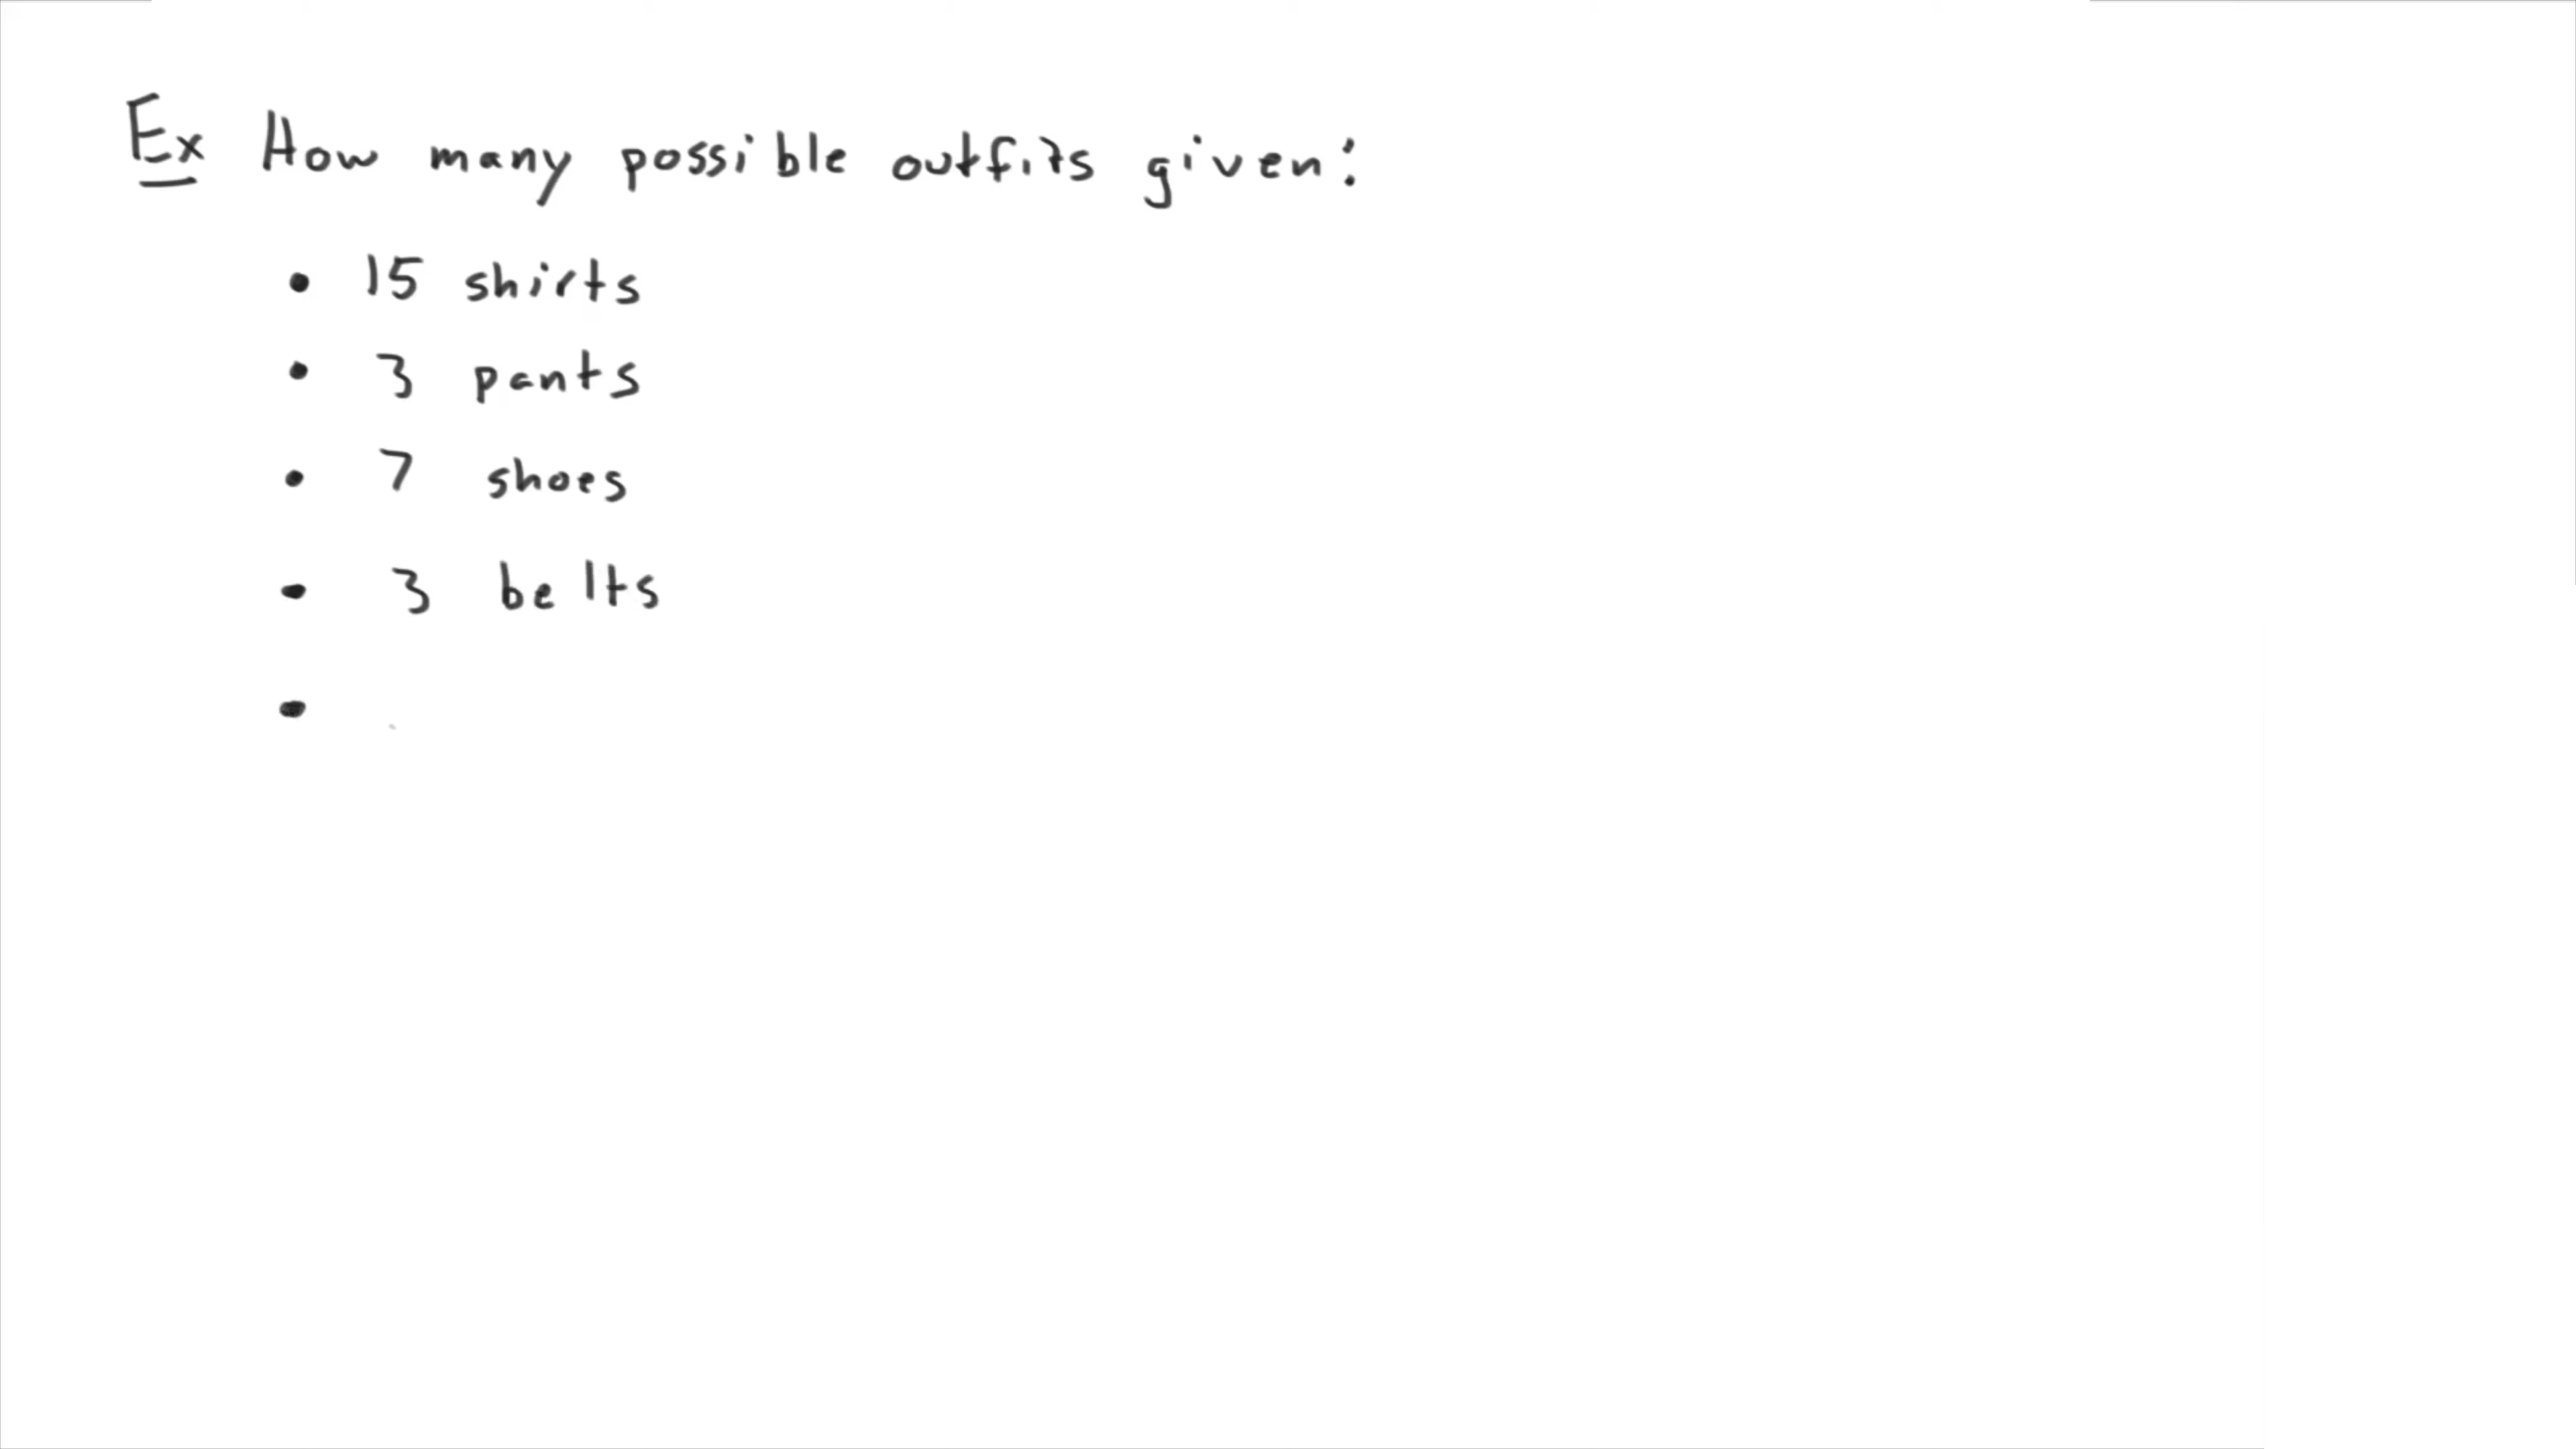 Ex How many possible outfits given:
• 15 shirts
• 3 pants
• 7 shoes
• 3 belts
•